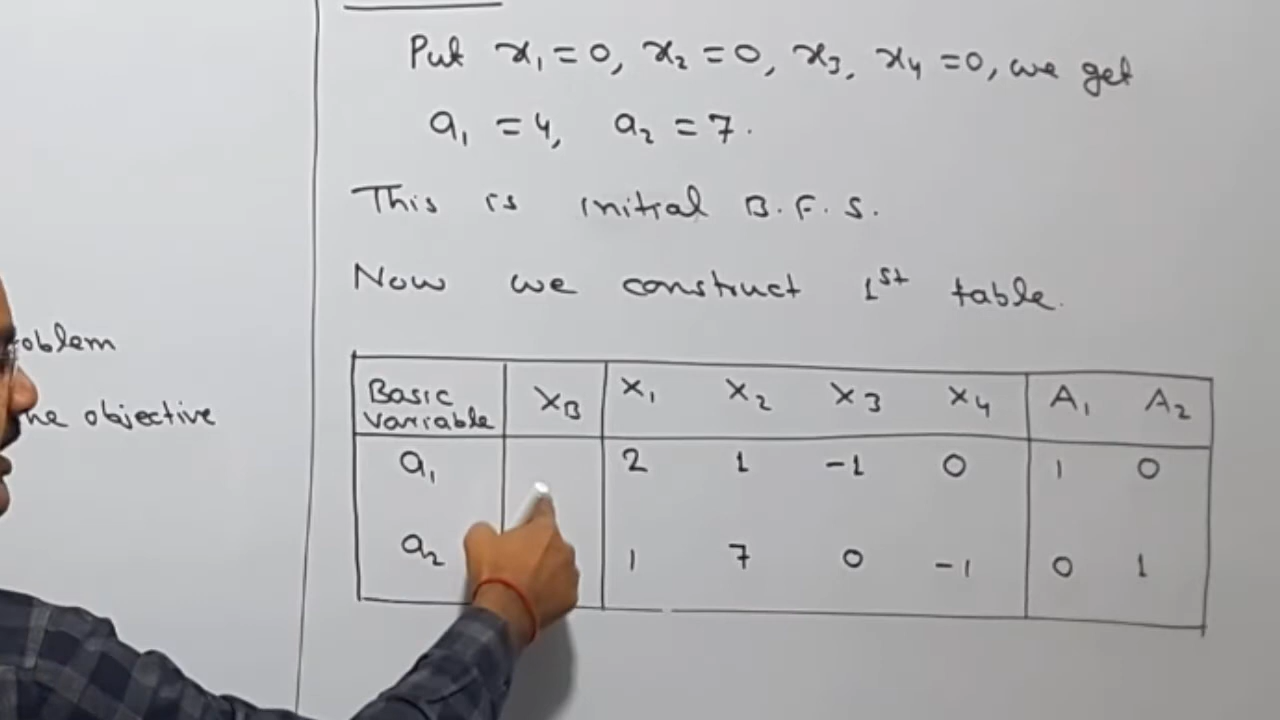 Put x₁ = 0, x₂ = 0, x₃, x₄ = 0, we get
a₁ = 4, a₂ = 7.
This is initial B.F.S.
Now we construct 1st table.
oblem
he objective
Basic variable X_B X₁ X₂ X₃ X₄ A₁ A₂
a₁ 2 1 -1 0 1 0
a₂ 1 7 0 -1 0 1